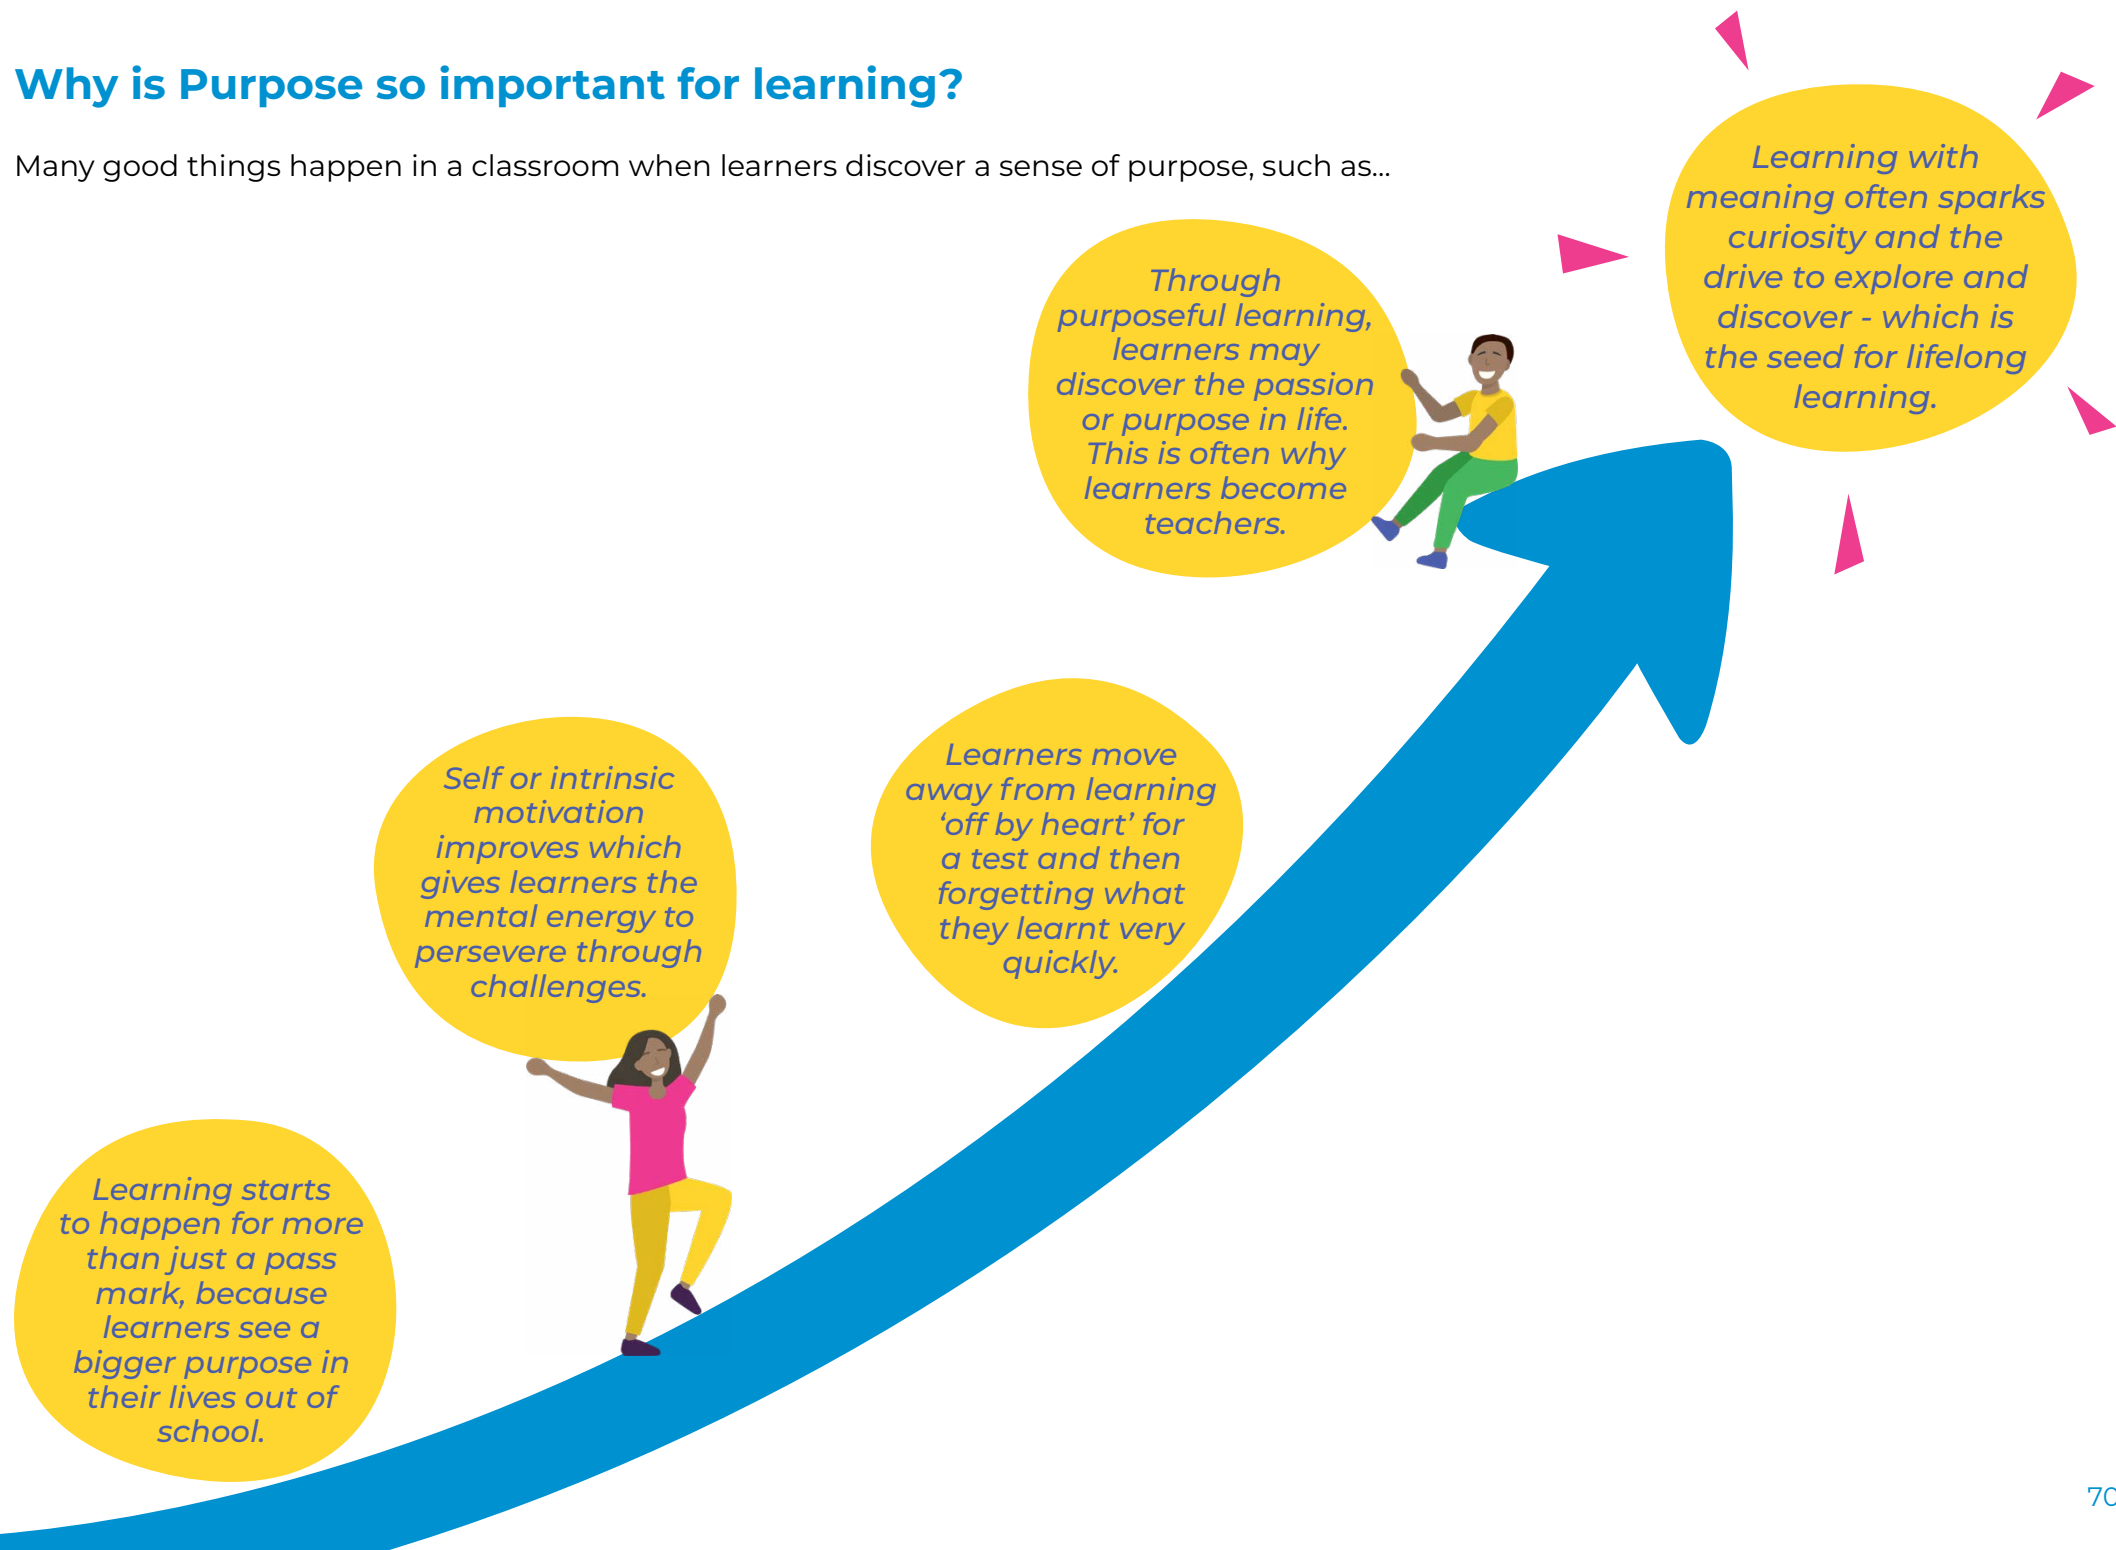 Why is Purpose so important for learning?
Many good things happen in a classroom when learners discover a sense of purpose, such as...
Learning starts
to happen for more
than just a pass
mark, because
learners see a
bigger purpose in
their lives out of
school.
Self or intrinsic
motivation
improves which
gives learners the
mental energy to
persevere through
challenges.
Learners move
away from learning
‘off by heart’ for
a test and then
forgetting what
they learnt very
quickly.
Through
purposeful learning,
learners may
discover the passion
or purpose in life.
This is often why
learners become
teachers.
Learning with
meaning often sparks
curiosity and the
drive to explore and
discover - which is
the seed for lifelong
learning.
70